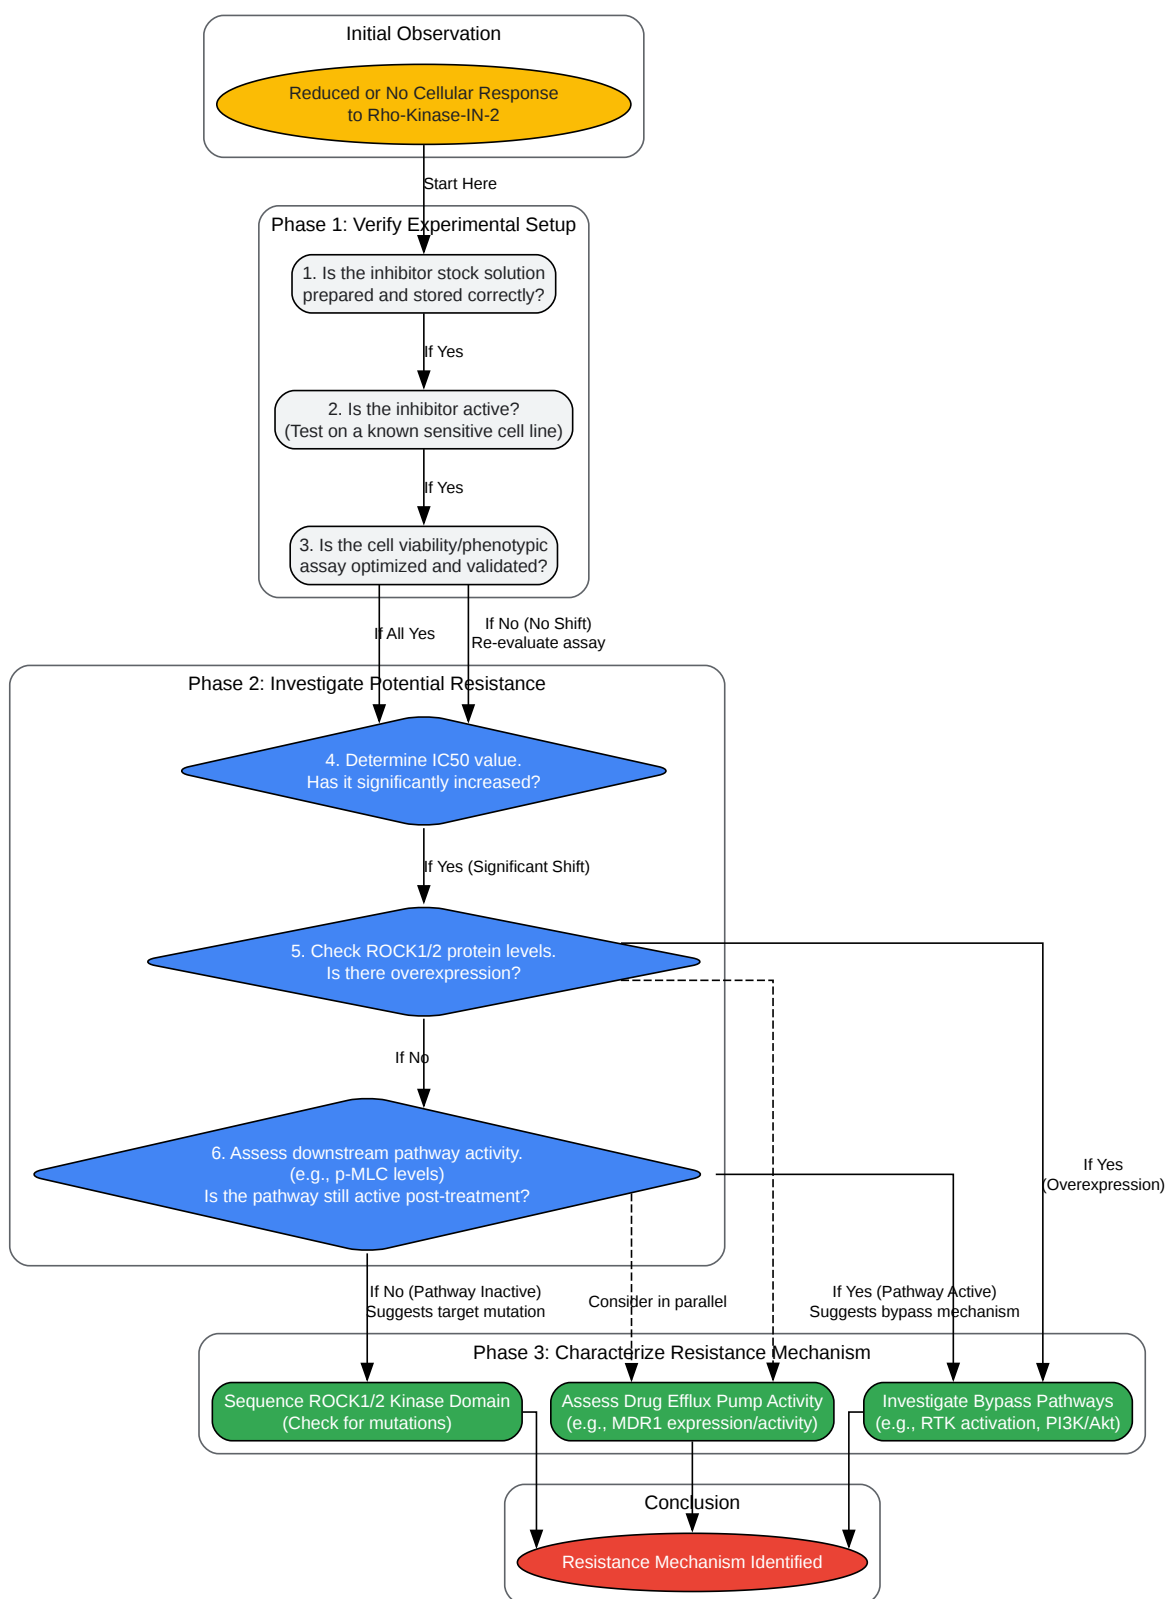 Initial Observation
Reduced or No Cellular Response
to Rho-Kinase-IN-2
Start Here
Phase 1: Verify Experimental Setup
1. Is the inhibitor stock solution
prepared and stored correctly?
If Yes
2. Is the inhibitor active?
(Test on a known sensitive cell line)
If Yes
3. Is the cell viability/phenotypic
assay optimized and validated?
If All Yes
If No (No Shift)
Re-evaluate assay
Phase 2: Investigate Potential Resistance
4. Determine IC50 value.
Has it significantly increased?
If Yes (Significant Shift)
5. Check ROCK1/2 protein levels.
Is there overexpression?
If No
6. Assess downstream pathway activity.
(e.g., p-MLC levels)
Is the pathway still active post-treatment?
If Yes
(Overexpression)
If No (Pathway Inactive)
Suggests target mutation
Consider in parallel
If Yes (Pathway Active)
Suggests bypass mechanism
Phase 3: Characterize Resistance Mechanism
Sequence ROCK1/2 Kinase Domain
(Check for mutations)
Assess Drug Efflux Pump Activity
(e.g., MDR1 expression/activity)
Investigate Bypass Pathways
(e.g., RTK activation, PI3K/Akt)
Conclusion
Resistance Mechanism Identified